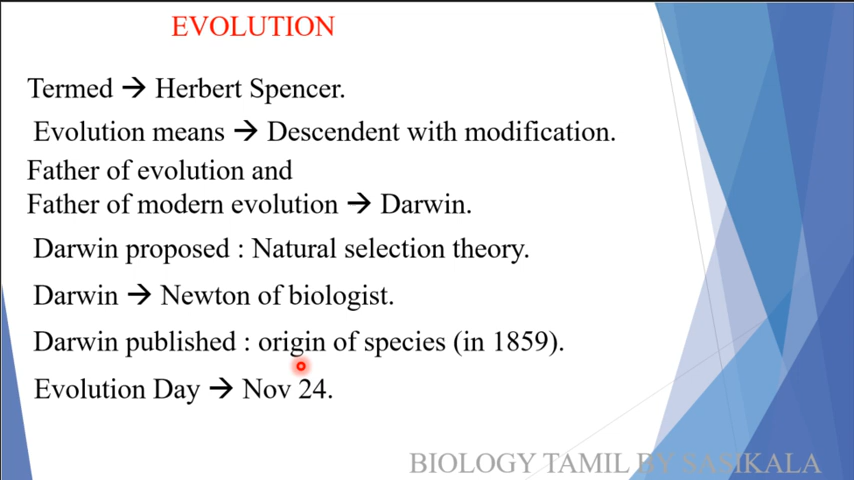 EVOLUTION
Termed → Herbert Spencer.
Evolution means → Descendent with modification.
Father of evolution and
Father of modern evolution → Darwin.
Darwin proposed : Natural selection theory.
Darwin → Newton of biologist.
Darwin published : origin of species (in 1859).
Evolution Day → Nov 24.
BIOLOGY TAMIL BY SASIKALA